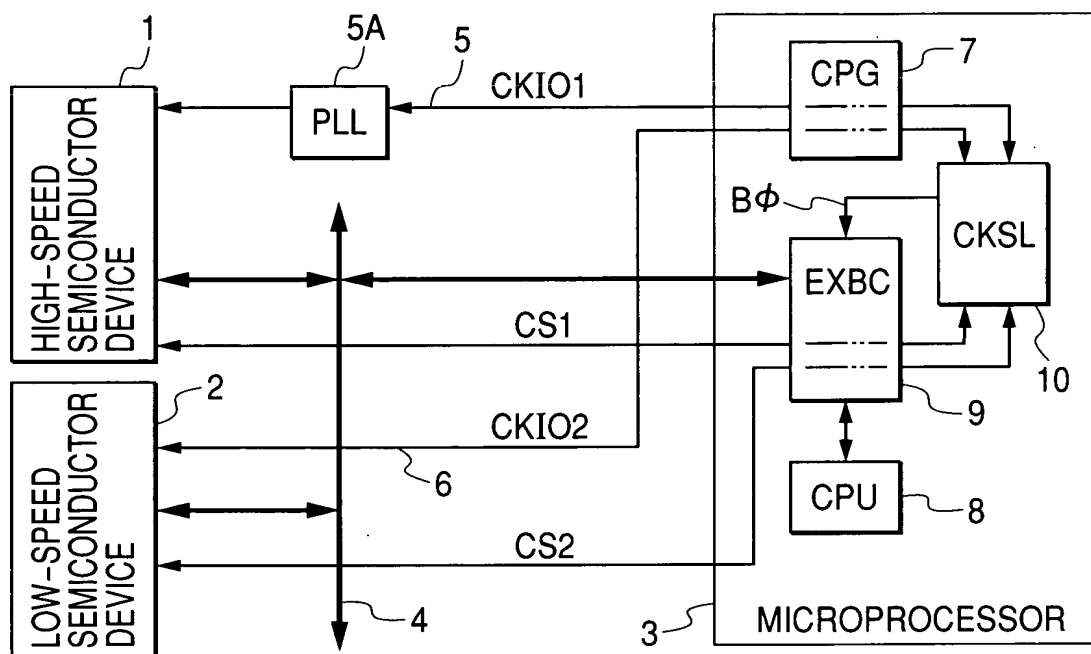 1
5A
5
CKIO1
PLL
CPG
7
HIGH-SPEED
SEMICONDUCTOR
DEVICE
Bϕ
CKSL
EXBC
CS1
10
2
9
CKIO2
6
LOW-SPEED
SEMICONDUCTOR
DEVICE
CPU
8
CS2
4
3
MICROPROCESSOR